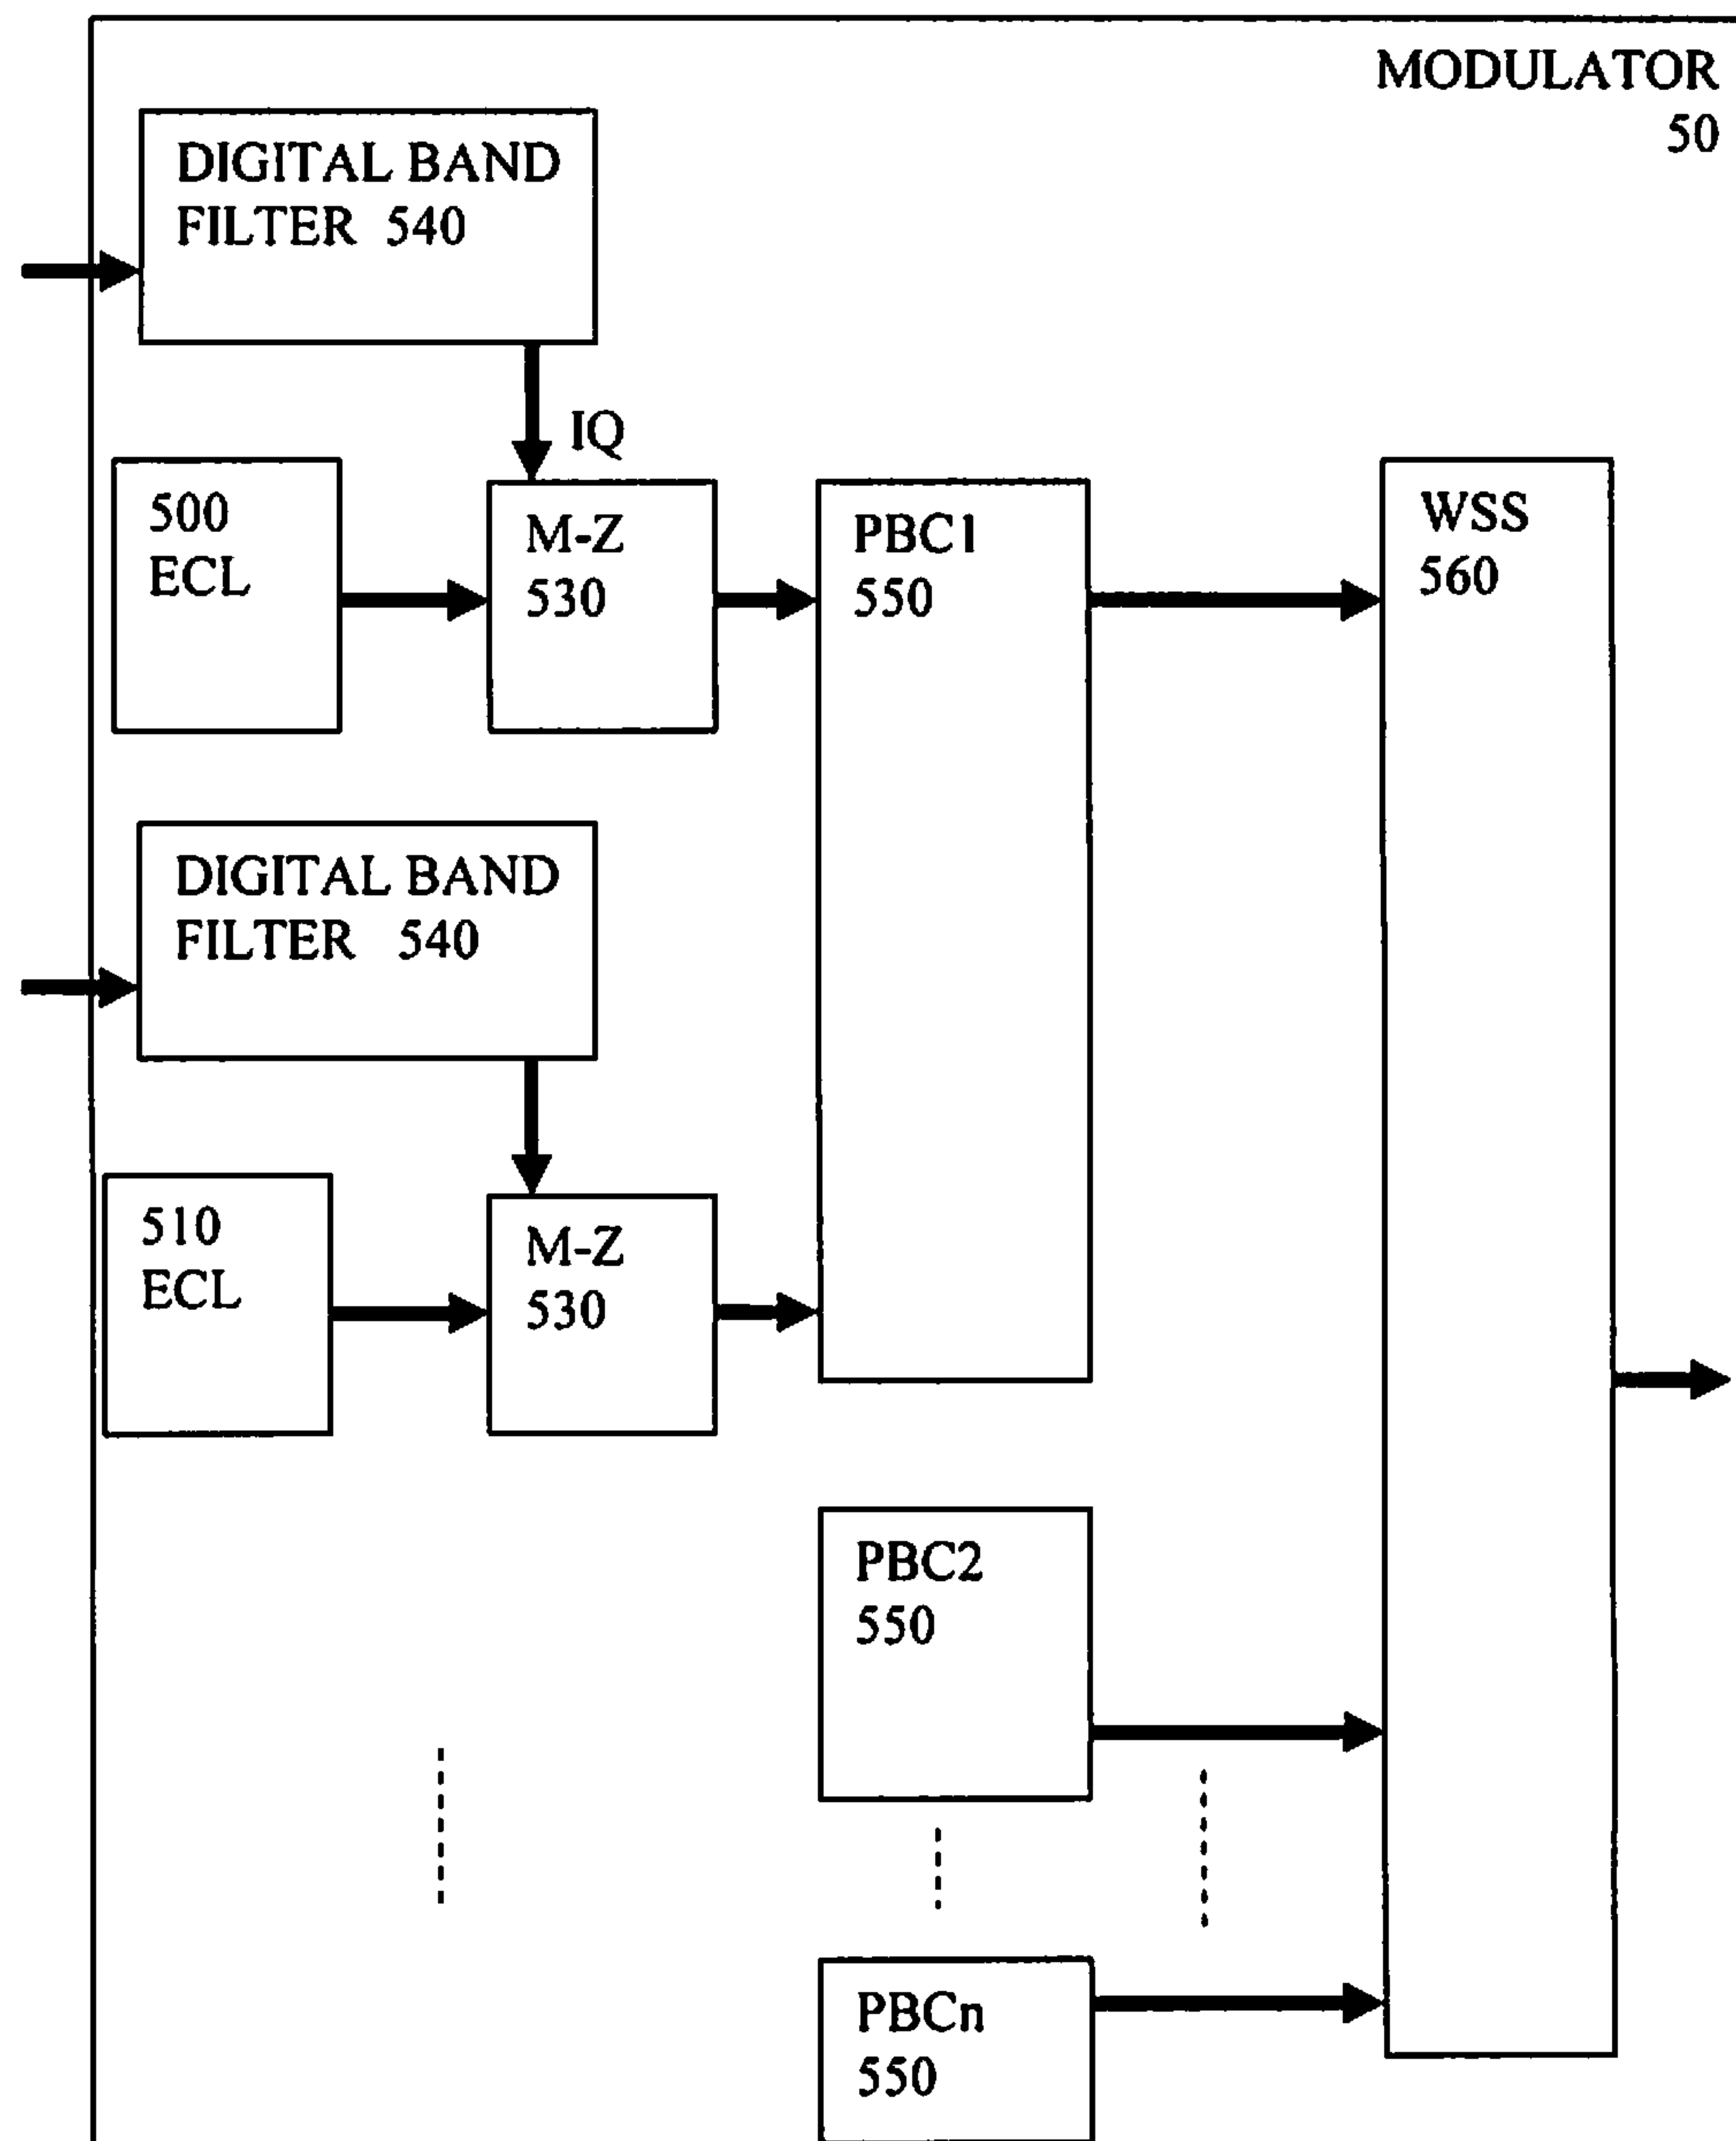 MODULATOR
50
DIGITAL BAND
FILTER 540
IQ
500
ECL
M-Z
530
PBC1
550
WSS
560
DIGITAL BAND
FILTER 540
510
ECL
M-Z
530
PBC2
550
PBCn
550